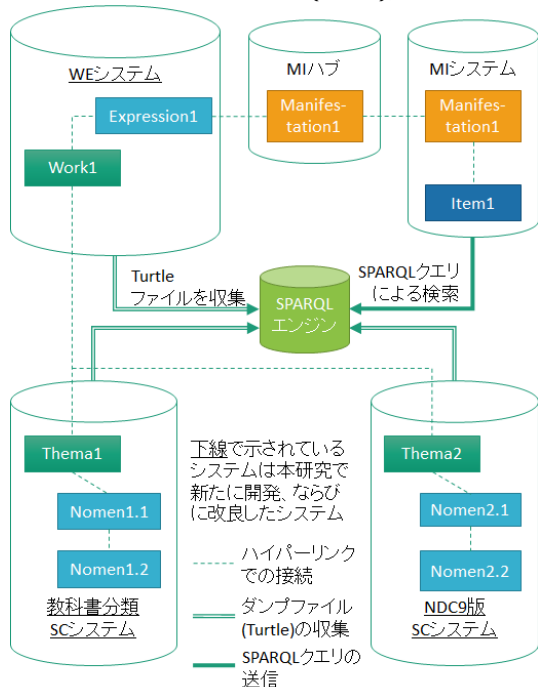 WEシステム
MIハブ
MIシステム
Expression1
Manifes-
tation1
Manifes-
tation1
Work1
Item1
Turtle
ファイルを収集
SPARQLクエリ
による検索
SPARQL
エンジン
Thema1
Nomen1.1
Nomen1.2
教科書分類
SCシステム
下線で示されている
システムは本研究で
新たに開発、ならび
に改良したシステム
Thema2
Nomen2.1
Nomen2.2
NDC9版
SCシステム
ハイパーリンク
での接続
ダンプファイル
(Turtle)の収集
SPARQLクエリの
送信